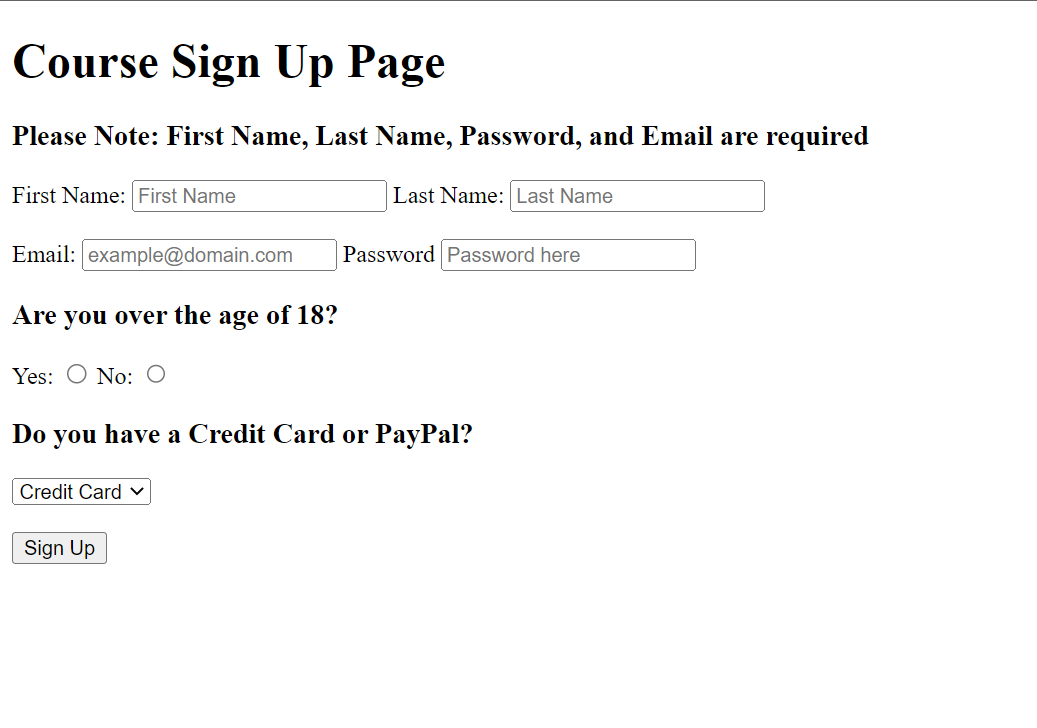 Course Sign Up Page
Please Note: First Name, Last Name, Password, and Email are required
First Name: First Name Last Name: Last Name
Email: example@domain.com Password Password here
Are you over the age of 18?
Yes: No:
Do you have a Credit Card or PayPal?
Credit Card
Sign Up